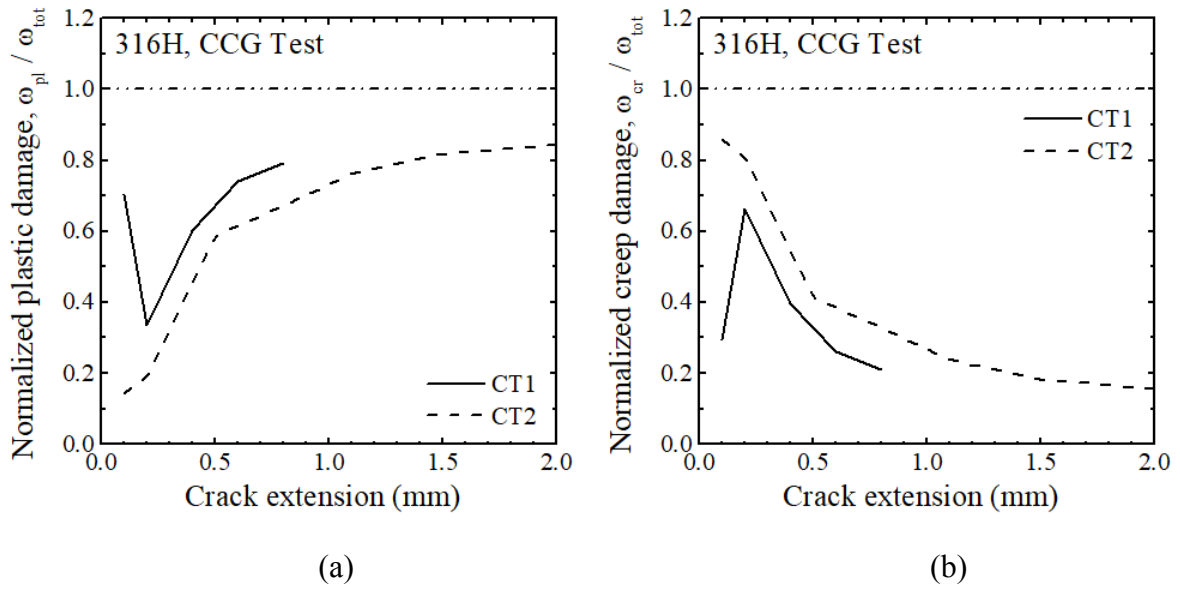 316H, CCG Test
Normalized plastic damage, ω_pl / ω_tot
1.2
1.0
0.8
0.6
0.4
0.2
0.0
CT1
CT2
0.0 0.5 1.0 1.5 2.0
Crack extension (mm)
(a)
316H, CCG Test
Normalized creep damage, ω_cr / ω_tot
1.2
1.0
0.8
0.6
0.4
0.2
0.0
CT1
CT2
0.0 0.5 1.0 1.5 2.0
Crack extension (mm)
(b)